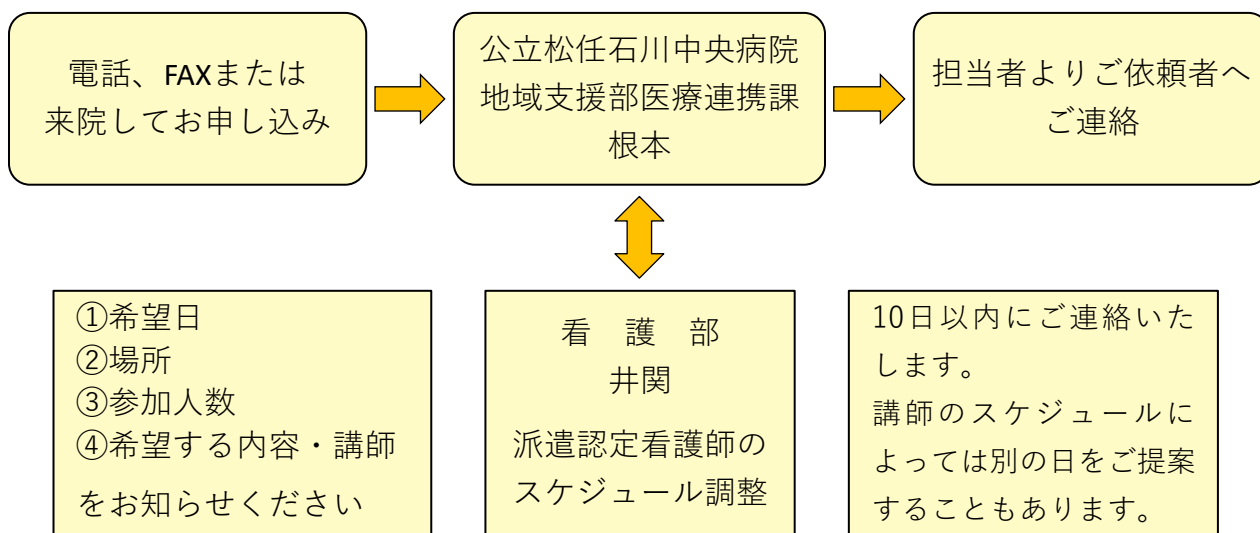 電話、FAXまたは
来院してお申し込み
公立松任石川中央病院
地域支援部医療連携課
根本
担当者よりご依頼者へ
ご連絡
①希望日
②場所
③参加人数
④希望する内容・講師
をお知らせください
看　護　部
井関
派遣認定看護師の
スケジュール調整
10日以内にご連絡いた
します。
講師のスケジュールに
よっては別の日をご提案
することもあります。